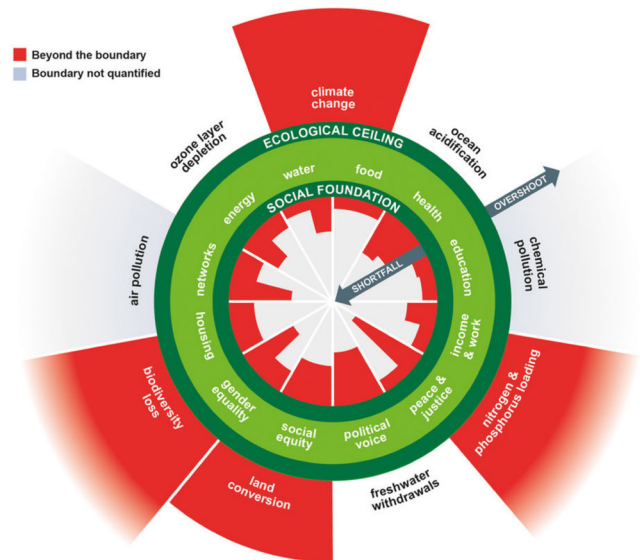 Beyond the boundary
Boundary not quantified
climate
change
ECOLOGICAL CEILING
ozone layer
depletion
ocean
acidification
water
food
energy
health
SOCIAL FOUNDATION
OVERSHOOT
SHORTFALL
networks
education
air pollution
chemical
pollution
housing
income
& work
gender
equality
peace &
justice
social
equity
political
voice
biodiversity
loss
nitrogen &
phosphorus loading
land
conversion
freshwater
withdrawals